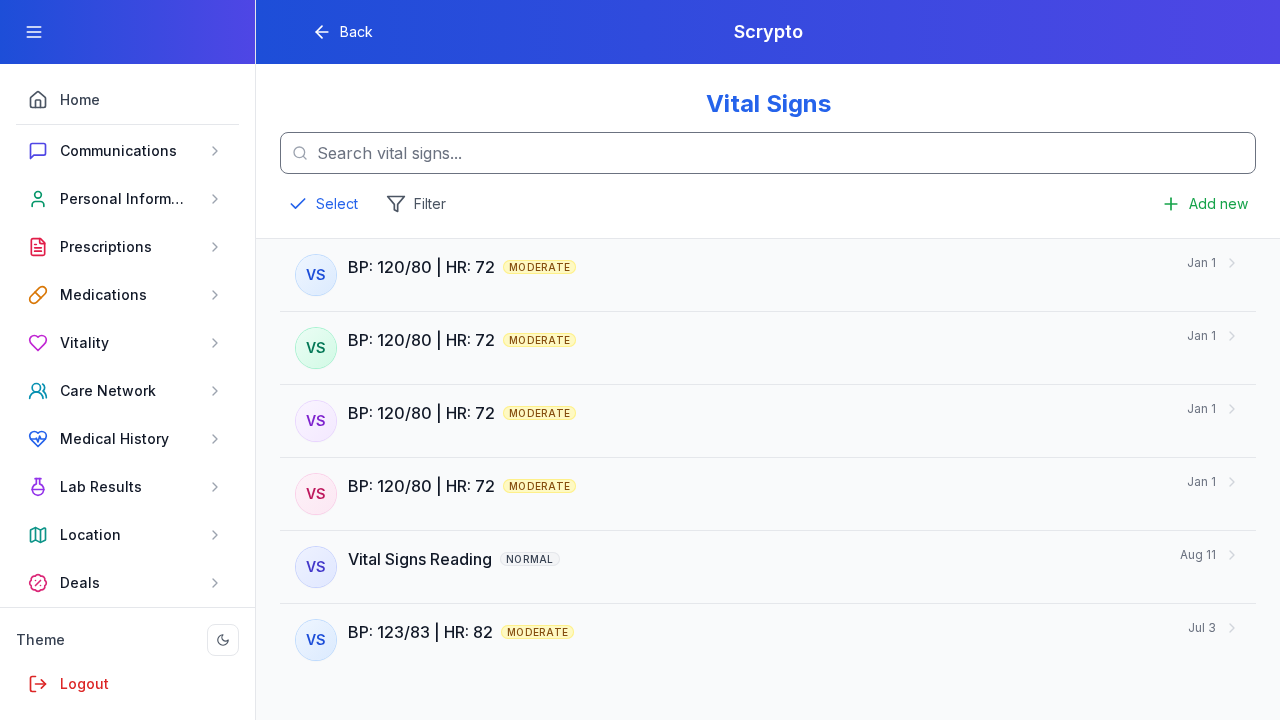 Back
Scrypto
Home
Communications
Personal Inform...
Prescriptions
Medications
Vitality
Care Network
Medical History
Lab Results
Location
Deals
Theme
Logout
Vital Signs
Search vital signs...
Select
Filter
Add new
VS BP: 120/80 | HR: 72 MODERATE Jan 1
VS BP: 120/80 | HR: 72 MODERATE Jan 1
VS BP: 120/80 | HR: 72 MODERATE Jan 1
VS BP: 120/80 | HR: 72 MODERATE Jan 1
VS Vital Signs Reading NORMAL Aug 11
VS BP: 123/83 | HR: 82 MODERATE Jul 3